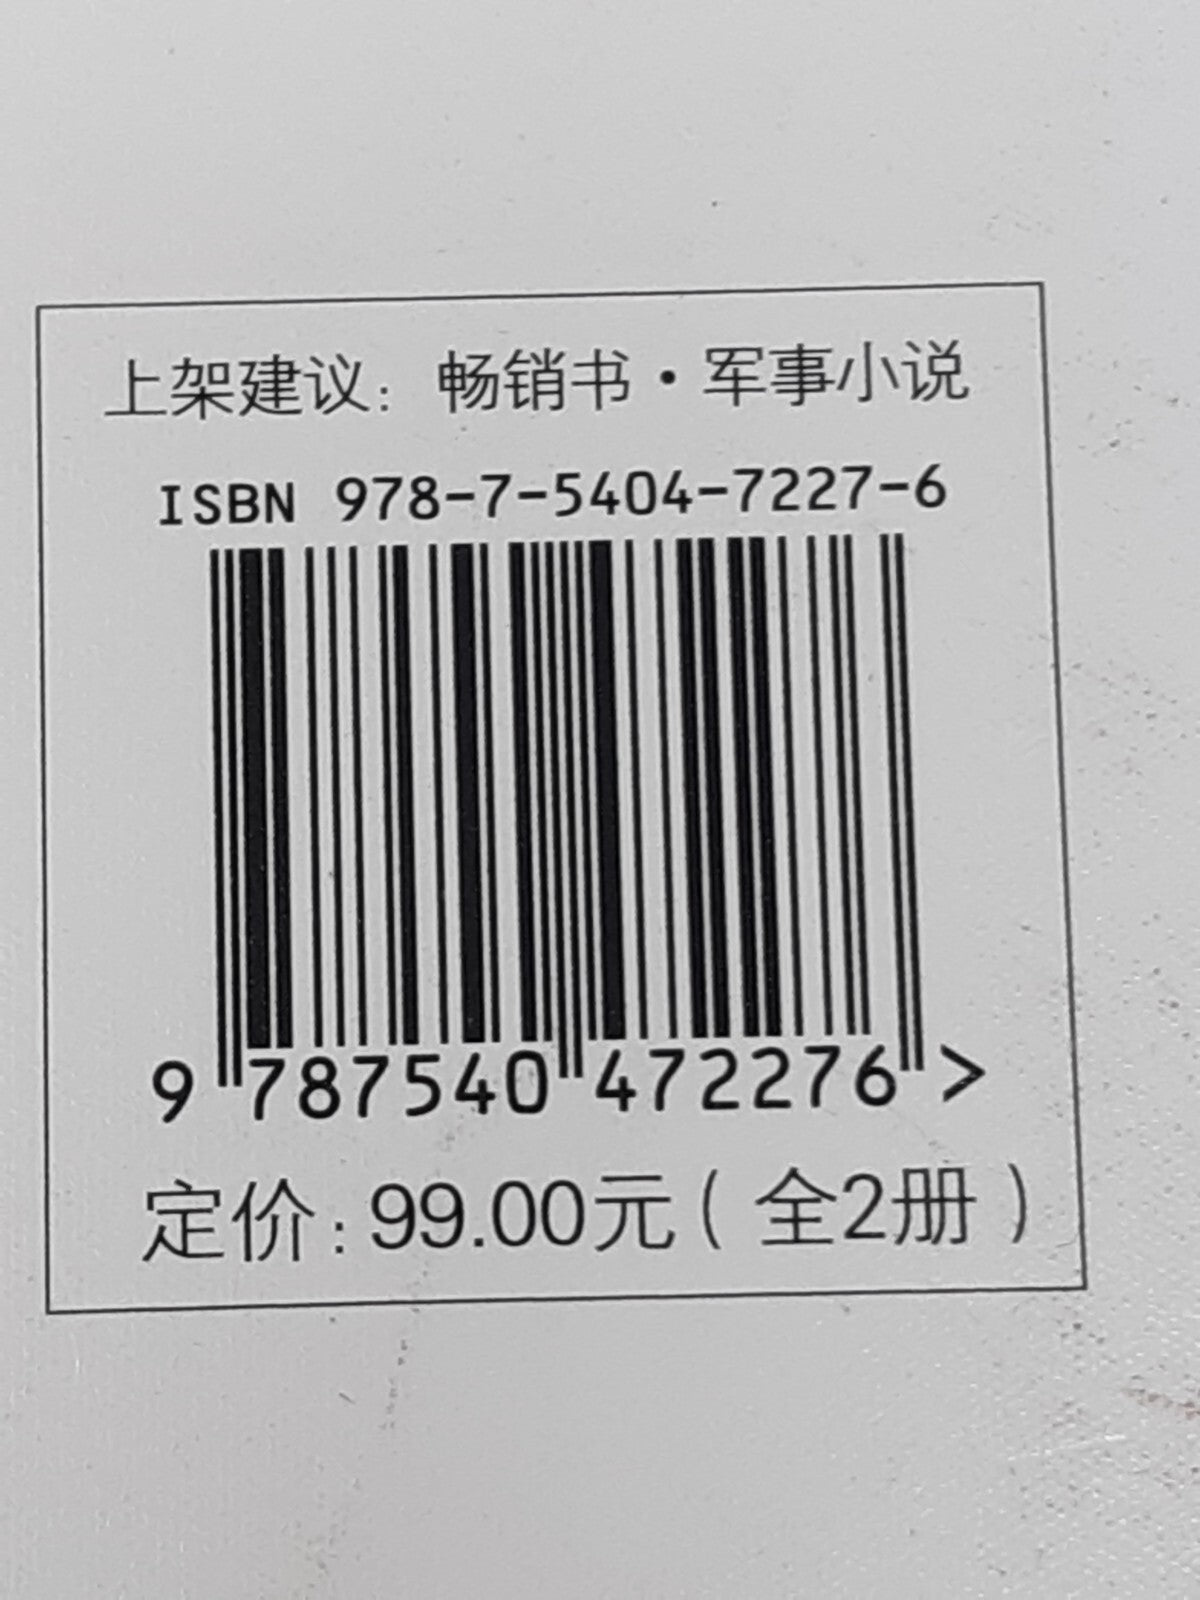 上架建议：畅销书·军事小说
ISBN 978-7-5404-7227-6
9 787540 472276 >
定价：99.00元（全2册）